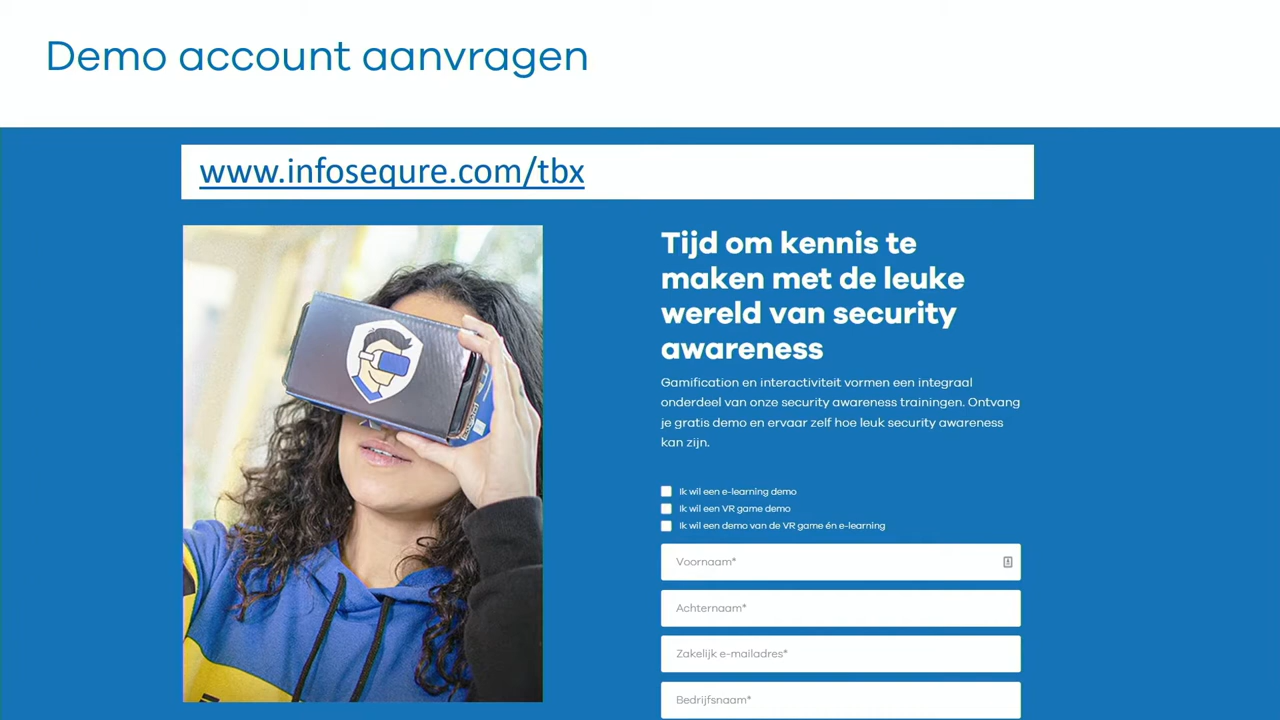 Demo account aanvragen
www.infosequre.com/tbx
Tijd om kennis te
maken met de leuke
wereld van security
awareness
Gamification en interactiviteit vormen een integraal
onderdeel van onze security awareness trainingen. Ontvang
je gratis demo en ervaar zelf hoe leuk security awareness
kan zijn.
Ik wil een e-learning demo
Ik wil een VR game demo
Ik wil een demo van de VR game én e-learning
Voornaam*
Achternaam*
Zakelijk e-mailadres*
Bedrijfsnaam*